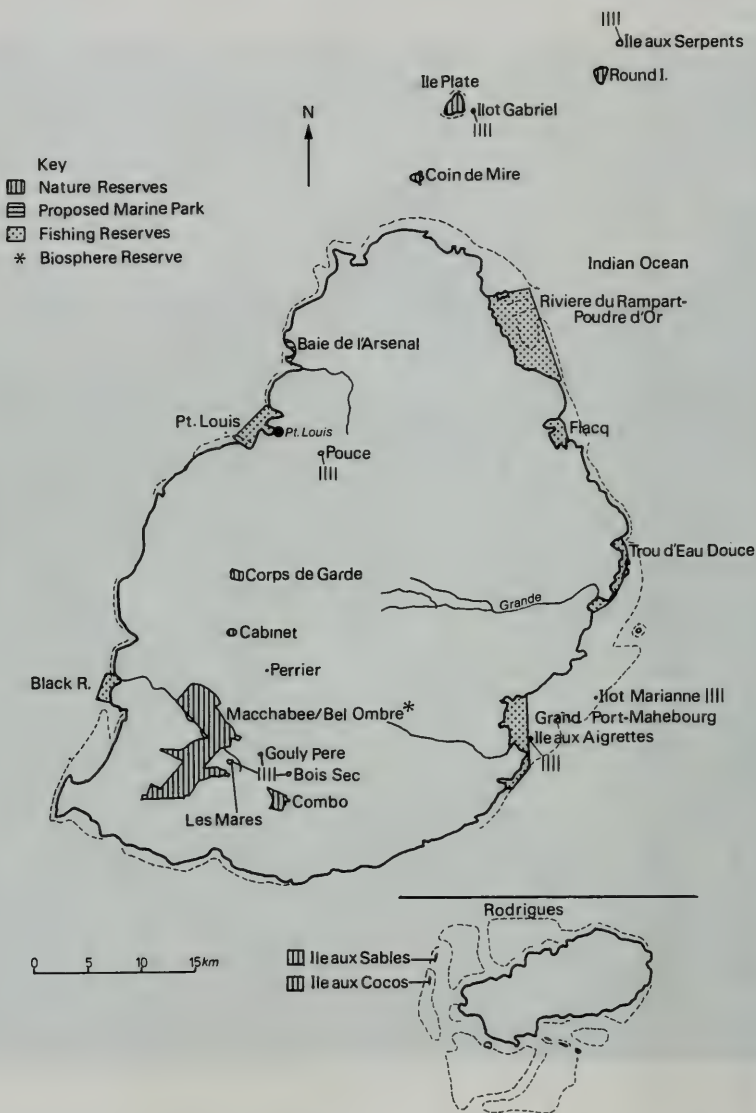 Ile aux Serpents
Round I.
Ile Plate
Ilot Gabriel
N
Coin de Mire
Key
Nature Reserves
Proposed Marine Park
Fishing Reserves
* Biosphere Reserve
Indian Ocean
Riviere du Rampart-
Poudre d'Or
Baie de l'Arsenal
Pt. Louis
Pt. Louis
Flacq
Pouce
Trou d'Eau Douce
Corps de Garde
Grande
Cabinet
Perrier
Black R.
Macchabee/Bel Ombre*
Ilot Marianne
Grand Port-Mahebourg
Ile aux Aigrettes
Gouly Pere
Bois Sec
Combo
Les Mares
Rodrigues
0 5 10 15km
Ile aux Sables
Ile aux Cocos